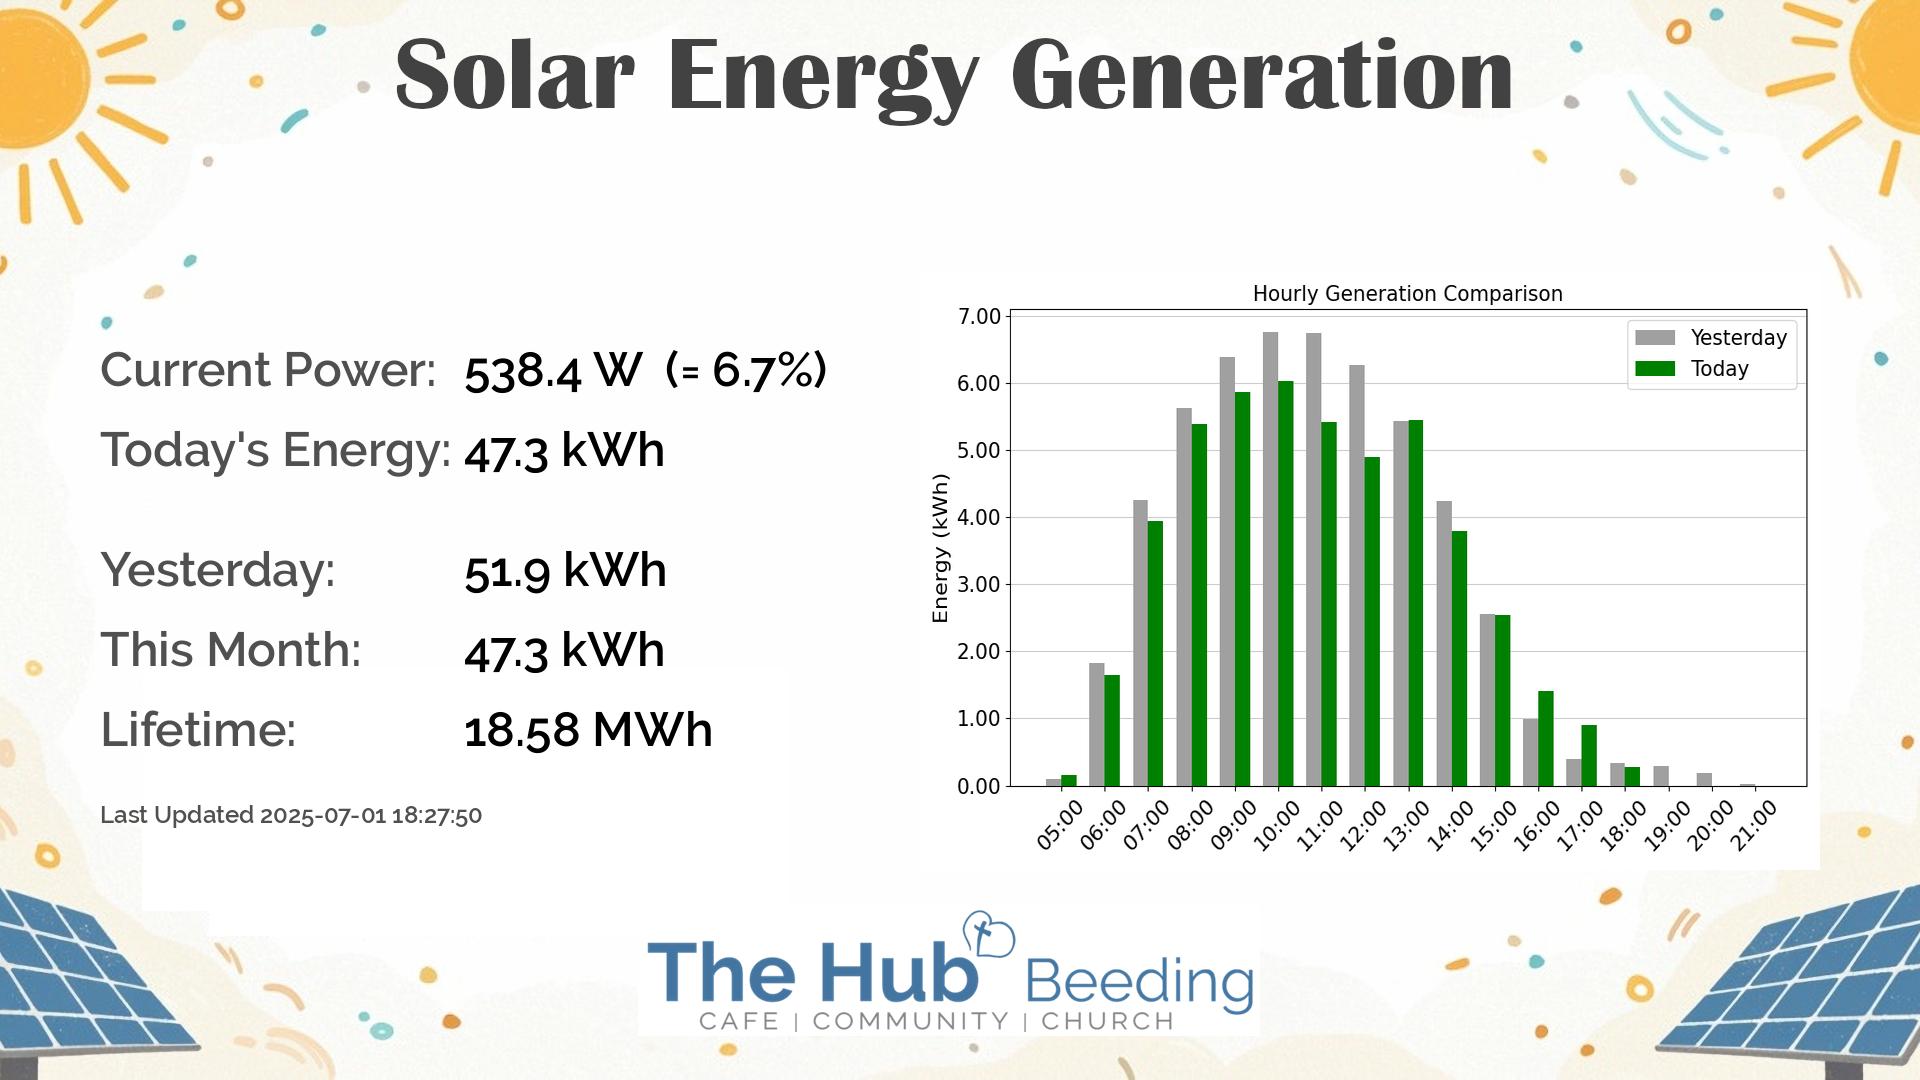 Solar Energy Generation
Current Power: 538.4 W (= 6.7%)
Today's Energy: 47.3 kWh
Yesterday: 51.9 kWh
This Month: 47.3 kWh
Lifetime: 18.58 MWh
Last Updated 2025-07-01 18:27:50
Hourly Generation Comparison
Yesterday
Today
Energy (kWh)
7.00
6.00
5.00
4.00
3.00
2.00
1.00
0.00
05:00 06:00 07:00 08:00 09:00 10:00 11:00 12:00 13:00 14:00 15:00 16:00 17:00 18:00 19:00 20:00 21:00
The Hub Beeding
CAFE | COMMUNITY | CHURCH